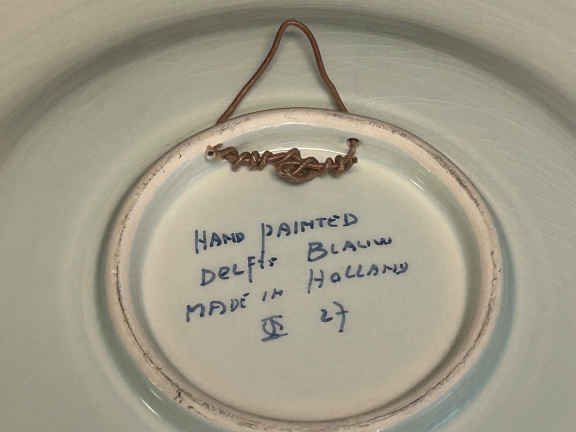 HAND PAINTED
DELFTS BLAUW
MADE IN HOLLAND
27